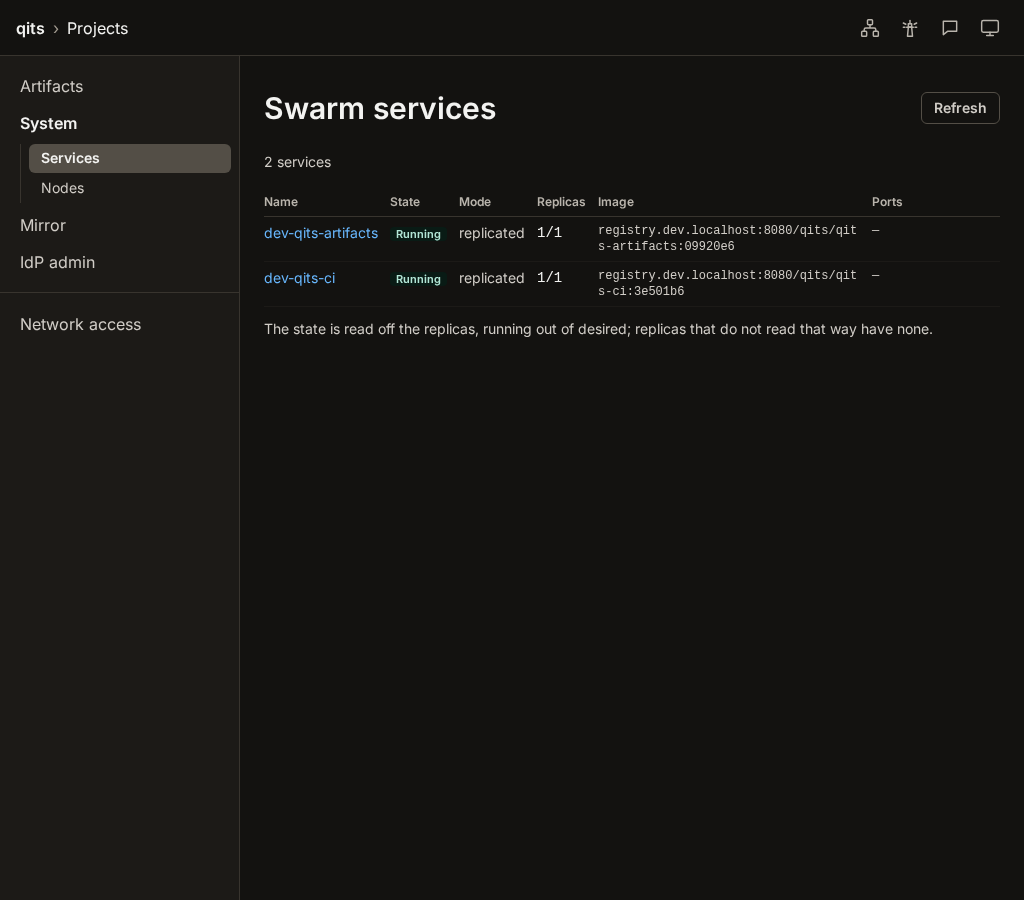 qits › Projects
Artifacts
System
Services
Nodes
Mirror
IdP admin
Network access
Swarm services
Refresh
2 services
Name State Mode Replicas Image Ports
dev-qits-artifacts Running replicated 1/1 registry.dev.localhost:8080/qits/qit —
s-artifacts:09920e6
dev-qits-ci Running replicated 1/1 registry.dev.localhost:8080/qits/qit —
s-ci:3e501b6
The state is read off the replicas, running out of desired; replicas that do not read that way have none.